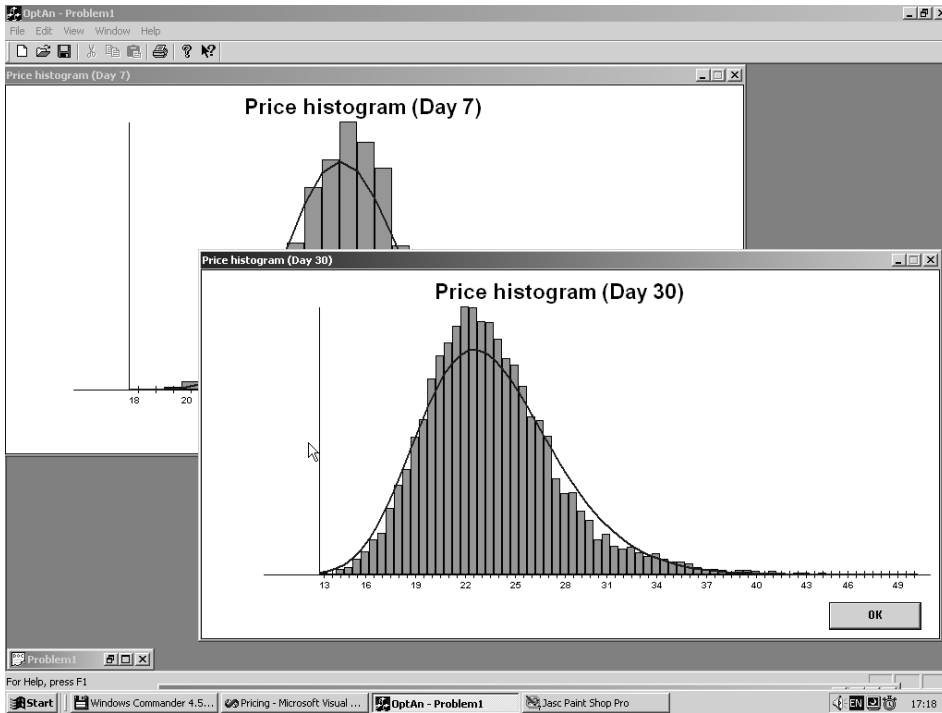 OptAn - Problem1
File Edit View Window Help
Price histogram (Day 7)
Price histogram (Day 7)
18 20
Price histogram (Day 30)
Price histogram (Day 30)
13 16 19 22 25 28 31 34 37 40 43 46 49
OK
Problem1
For Help, press F1
Start Windows Commander 4.5... Pricing - Microsoft Visual ... OptAn - Problem1 Jasc Paint Shop Pro EN 17:18